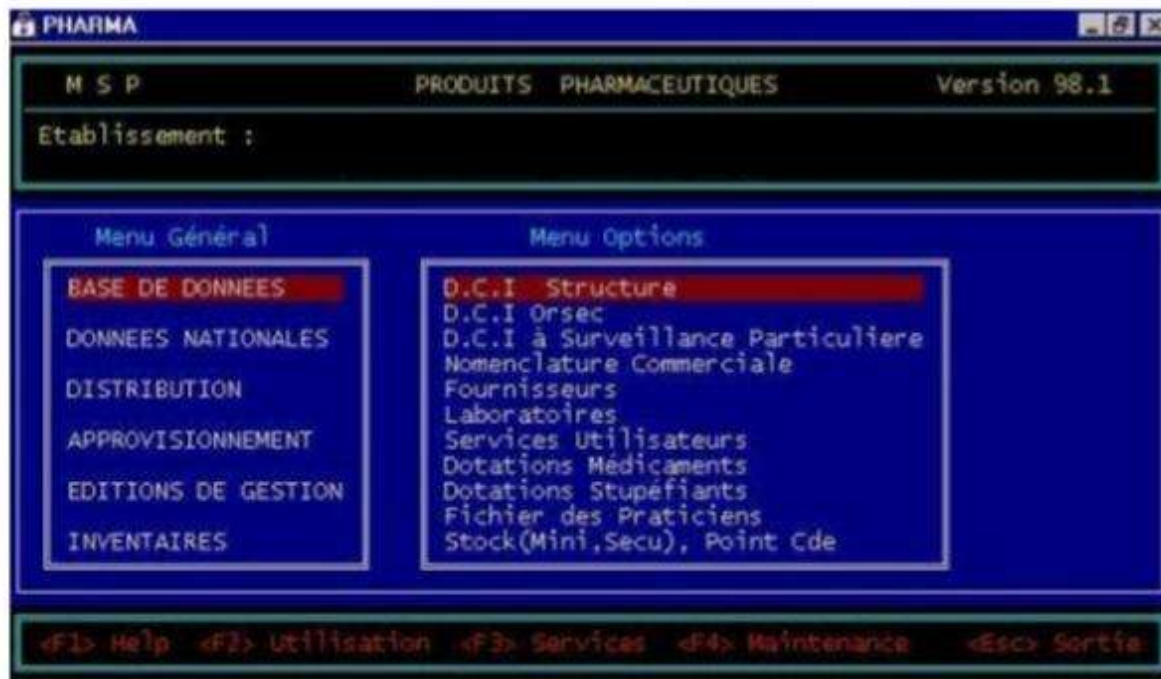 PHARMA
M S P PRODUITS PHARMACEUTIQUES Version 98.1
Etablissement :
Menu Général
BASE DE DONNEES
DONNEES NATIONALES
DISTRIBUTION
APPROVISIONNEMENT
EDITIONS DE GESTION
INVENTAIRES
Menu Options
D.C.I Structure
D.C.I Orsec
D.C.I à Surveillance Particuliere
Nomenclature Commerciale
Fournisseurs
Laboratoires
Services Utilisateurs
Dotations Médicaments
Dotations Stupéfiants
Fichier des Praticiens
Stock(Mini,Secu), Point Cde
<F1> Help <F2> Utilisation <F3> Services <F4> Maintenance <Esc> Sortie